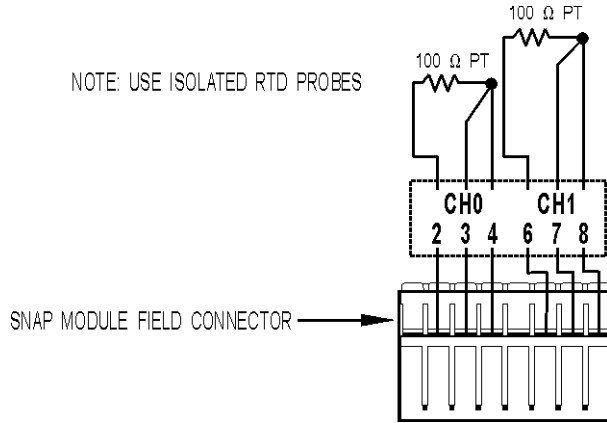 100 Ω PT
100 Ω PT
NOTE: USE ISOLATED RTD PROBES
CH0 CH1
2 3 4 6 7 8
SNAP MODULE FIELD CONNECTOR